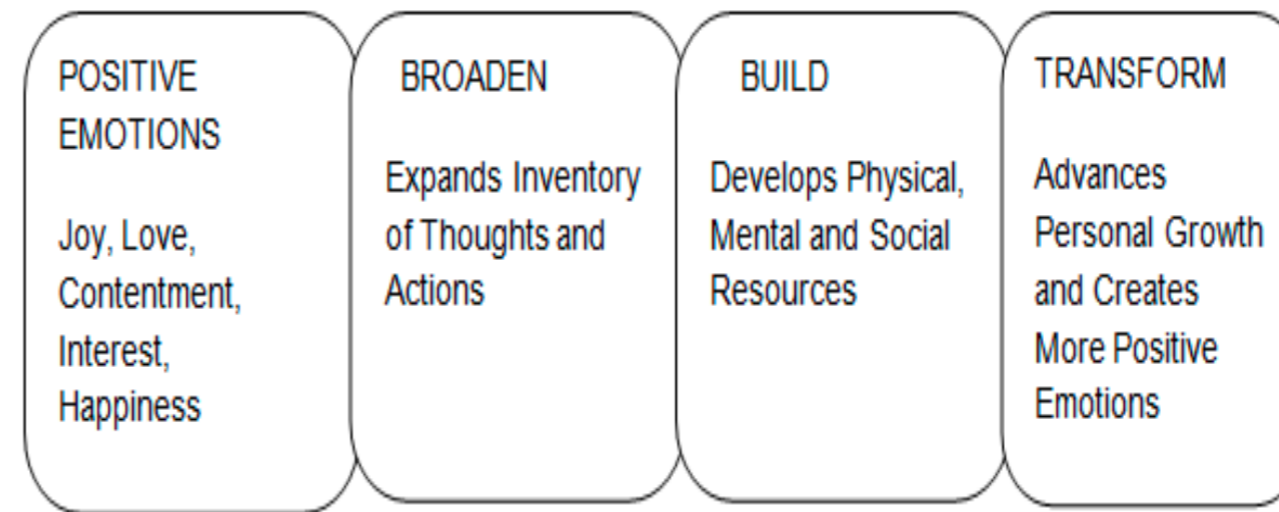 POSITIVE
EMOTIONS
Joy, Love,
Contentment,
Interest,
Happiness
BROADEN
Expands Inventory
of Thoughts and
Actions
BUILD
Develops Physical,
Mental and Social
Resources
TRANSFORM
Advances
Personal Growth
and Creates
More Positive
Emotions